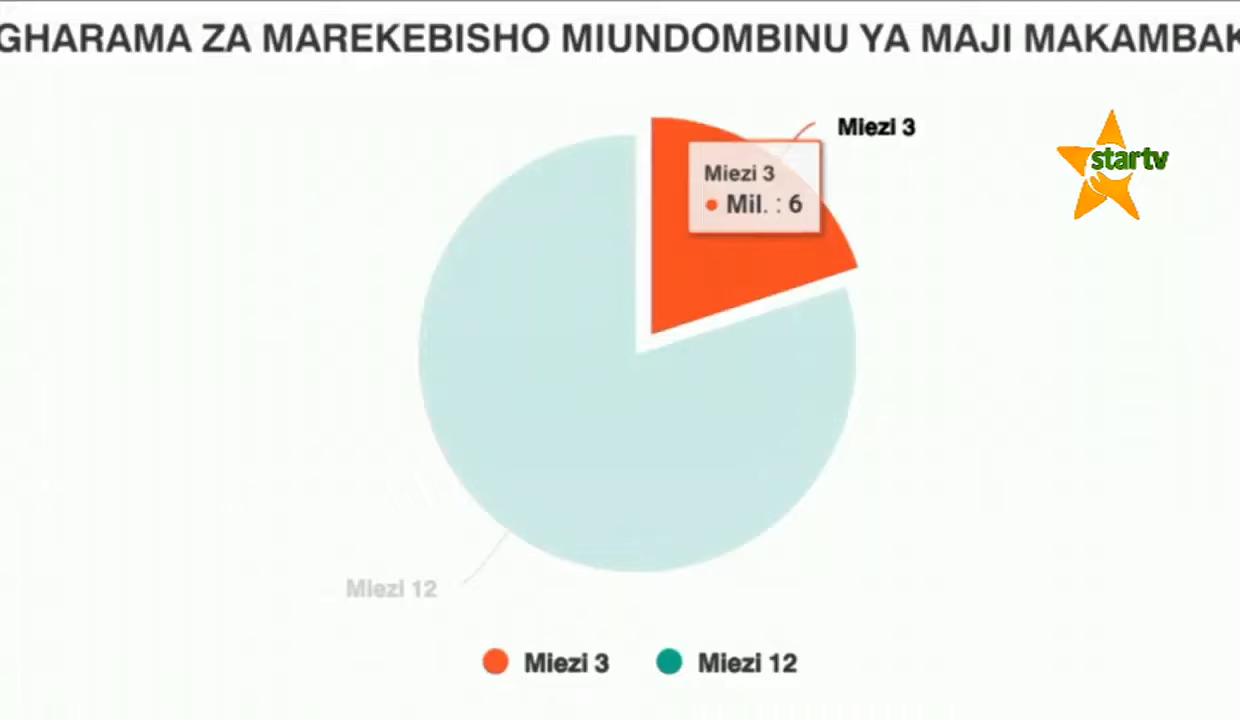 GHARAMA ZA MAREKEBISHO MIUNDOMBINU YA MAJI MAKAMBAK
Miezi 3
startv
Miezi 3
Mil. : 6
Miezi 12
Miezi 3
Miezi 12